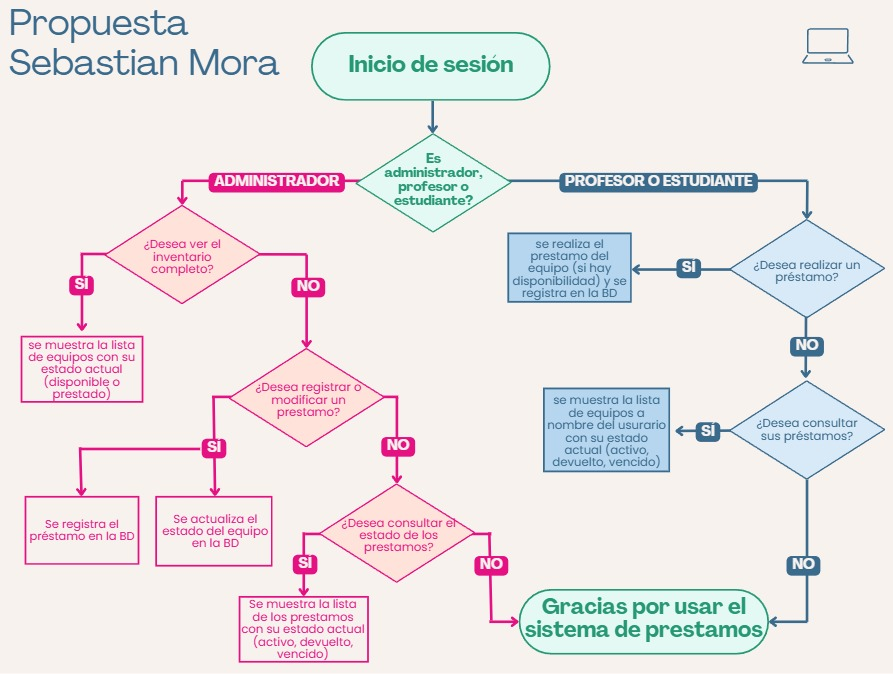 Propuesta
Sebastian Mora
Inicio de sesión
Es
administrador,
profesor o
estudiante?
ADMINISTRADOR
PROFESOR O ESTUDIANTE
¿Desea ver el
inventario
completo?
SI
NO
se muestra la lista
de equipos con su
estado actual
(disponible o
prestado)
¿Desea registrar o
modificar un
prestamo?
SI
NO
Se registra el
préstamo en la BD
Se actualiza el
estado del equipo
en la BD
¿Desea consultar el
estado de los
prestamos?
SI
NO
Se muestra la lista
de los prestamos
con su estado actual
(activo, devuelto,
vencido)
¿Desea realizar un
préstamo?
SI
NO
se realiza el
prestamo del
equipo (si hay
disponibilidad) y se
registra en la BD
¿Desea consultar
sus préstamos?
SI
NO
se muestra la lista
de equipos a
nombre del usurario
con su estado
actual (activo,
devuelto, vencido)
Gracias por usar el
sistema de prestamos